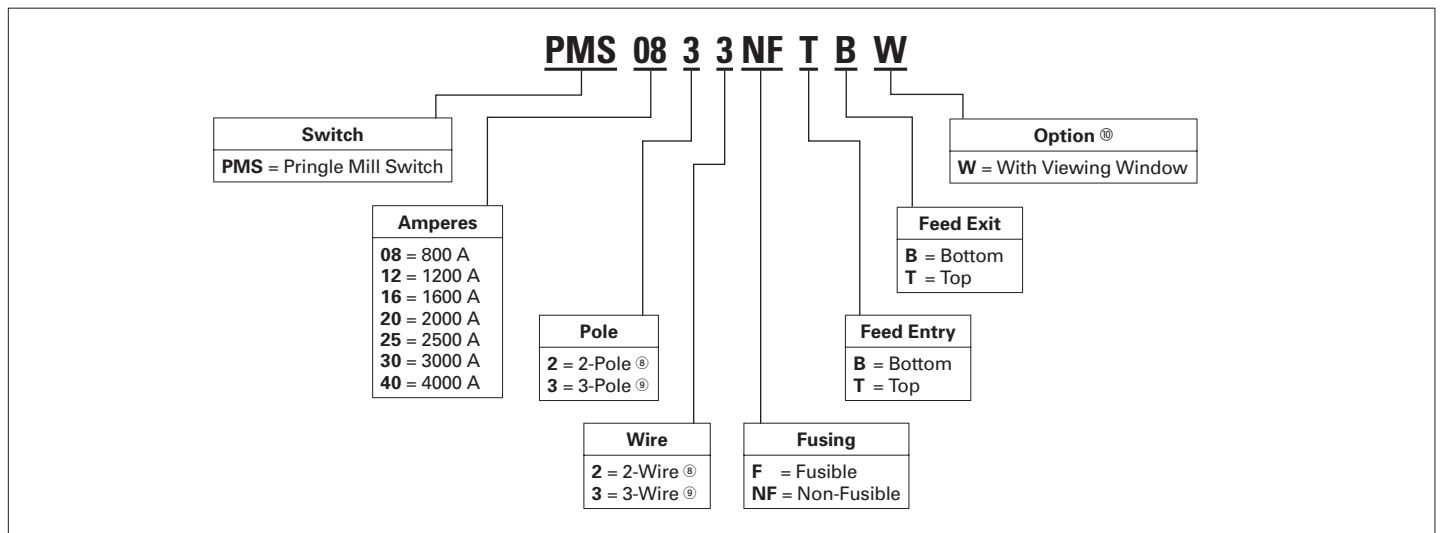 PMS 08 3 3 NF T B W
Switch
PMS = Pringle Mill Switch
Amperes
08 = 800 A
12 = 1200 A
16 = 1600 A
20 = 2000 A
25 = 2500 A
30 = 3000 A
40 = 4000 A
Pole
2 = 2-Pole ⑧
3 = 3-Pole ⑨
Wire
2 = 2-Wire ⑧
3 = 3-Wire ⑨
Fusing
F = Fusible
NF = Non-Fusible
Feed Entry
B = Bottom
T = Top
Feed Exit
B = Bottom
T = Top
Option ⑩
W = With Viewing Window